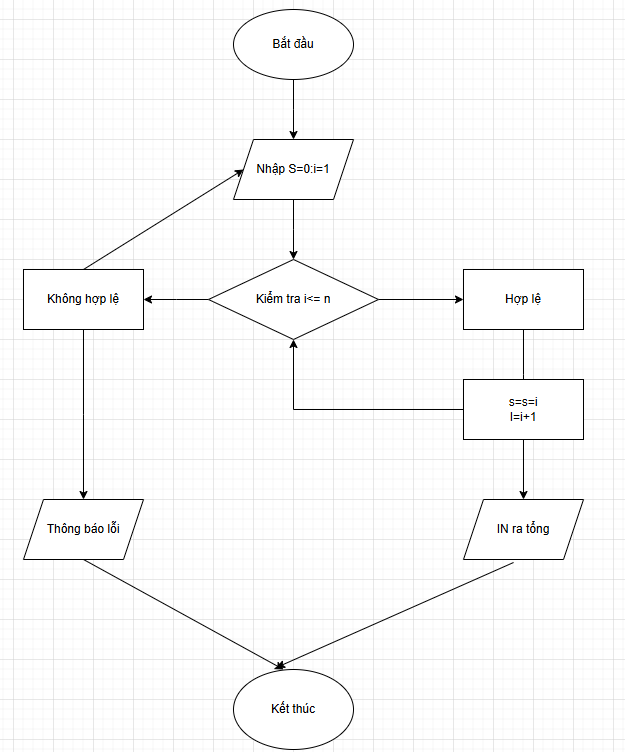 Bắt đầu
Nhập S=0:i=1
Không hợp lệ
Kiểm tra i<= n
Hợp lệ
s=s=i
I=i+1
Thông báo lỗi
IN ra tổng
Kết thúc